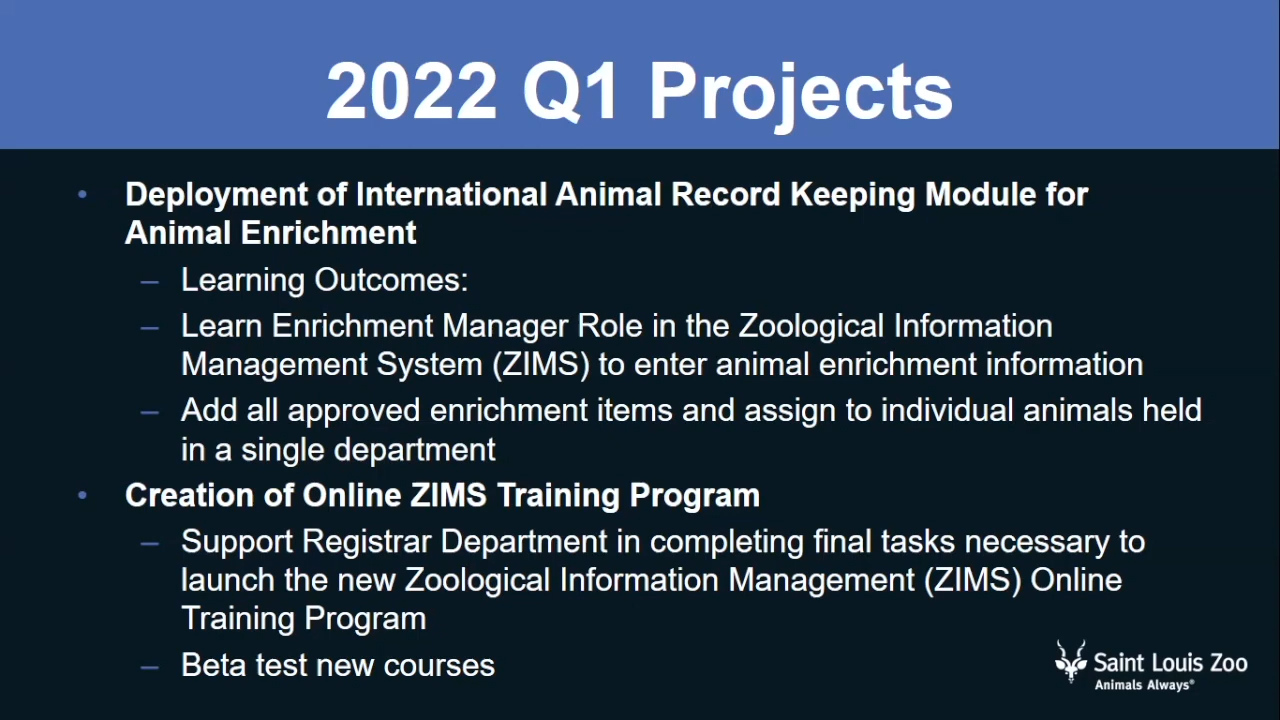 2022 Q1 Projects
• Deployment of International Animal Record Keeping Module for
Animal Enrichment
– Learning Outcomes:
– Learn Enrichment Manager Role in the Zoological Information
Management System (ZIMS) to enter animal enrichment information
– Add all approved enrichment items and assign to individual animals held
in a single department
• Creation of Online ZIMS Training Program
– Support Registrar Department in completing final tasks necessary to
launch the new Zoological Information Management (ZIMS) Online
Training Program
– Beta test new courses
Saint Louis Zoo
Animals Always®